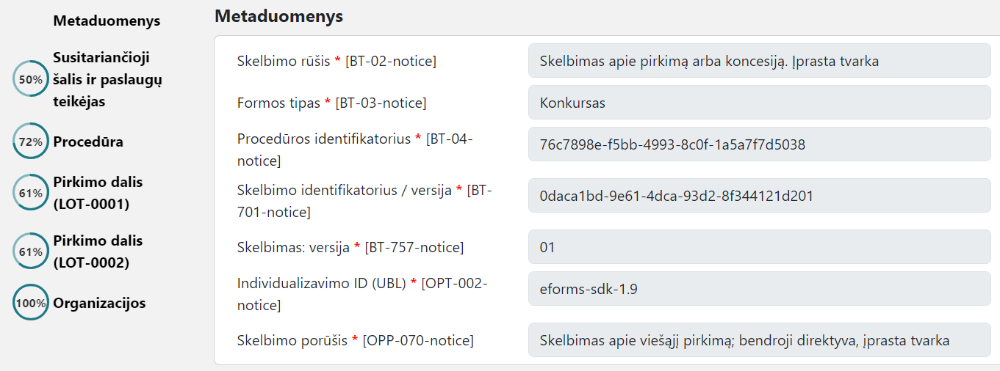 Metaduomenys
50%
Susitariančioji
šalis ir paslaugų
teikėjas
72%
Procedūra
61%
Pirkimo dalis
(LOT-0001)
61%
Pirkimo dalis
(LOT-0002)
100%
Organizacijos
Metaduomenys
Skelbimo rūšis * [BT-02-notice]
Skelbimas apie pirkimą arba koncesiją. Įprasta tvarka
Formos tipas * [BT-03-notice]
Konkursas
Procedūros identifikatorius * [BT-04-
notice]
76c7898e-f5bb-4993-8c0f-1a5a7f7d5038
Skelbimo identifikatorius / versija * [BT-
701-notice]
0daca1bd-9e61-4dca-93d2-8f344121d201
Skelbimas: versija * [BT-757-notice]
01
Individualizavimo ID (UBL) * [OPT-002-
notice]
eforms-sdk-1.9
Skelbimo porūšis * [OPP-070-notice]
Skelbimas apie viešąjį pirkimą; bendroji direktyva, įprasta tvarka